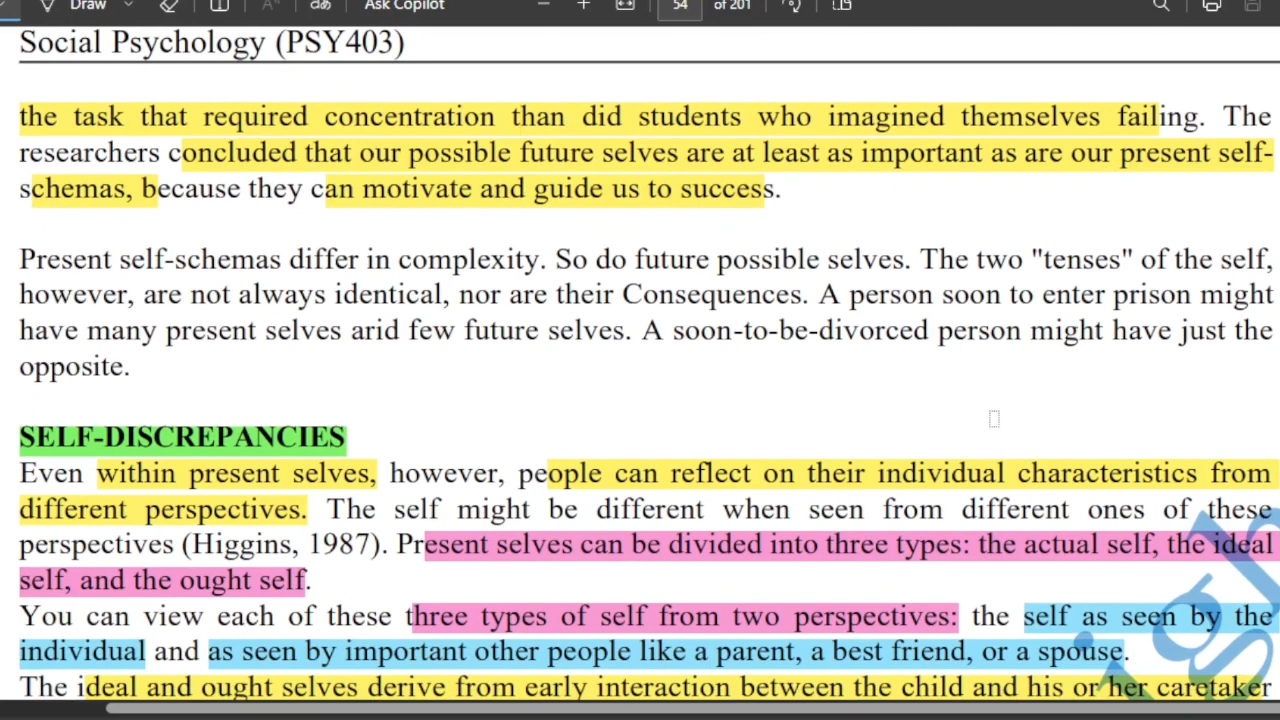 Draw
Ask Copilot
54 of 201
Social Psychology (PSY403)
the task that required concentration than did students who imagined themselves failing. The
researchers concluded that our possible future selves are at least as important as are our present self-
schemas, because they can motivate and guide us to success.
Present self-schemas differ in complexity. So do future possible selves. The two "tenses" of the self,
however, are not always identical, nor are their Consequences. A person soon to enter prison might
have many present selves arid few future selves. A soon-to-be-divorced person might have just the
opposite.
SELF-DISCREPANCIES
Even within present selves, however, people can reflect on their individual characteristics from
different perspectives. The self might be different when seen from different ones of these
perspectives (Higgins, 1987). Present selves can be divided into three types: the actual self, the ideal
self, and the ought self.
You can view each of these three types of self from two perspectives: the self as seen by the
individual and as seen by important other people like a parent, a best friend, or a spouse.
The ideal and ought selves derive from early interaction between the child and his or her caretaker